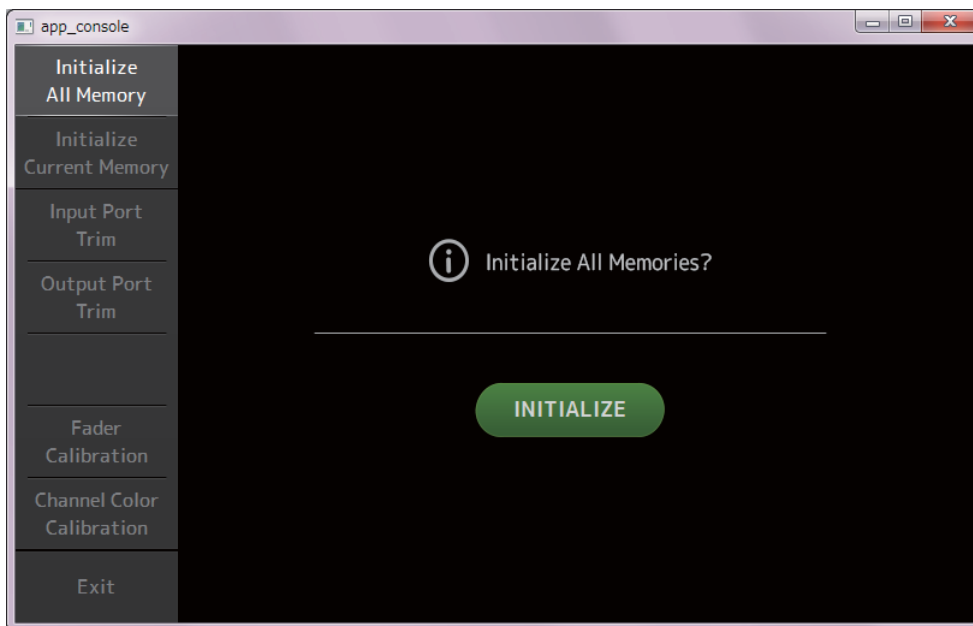 app_console
Initialize
All Memory
Initialize
Current Memory
Input Port
Trim
Output Port
Trim
Fader
Calibration
Channel Color
Calibration
Exit
Initialize All Memories?
INITIALIZE